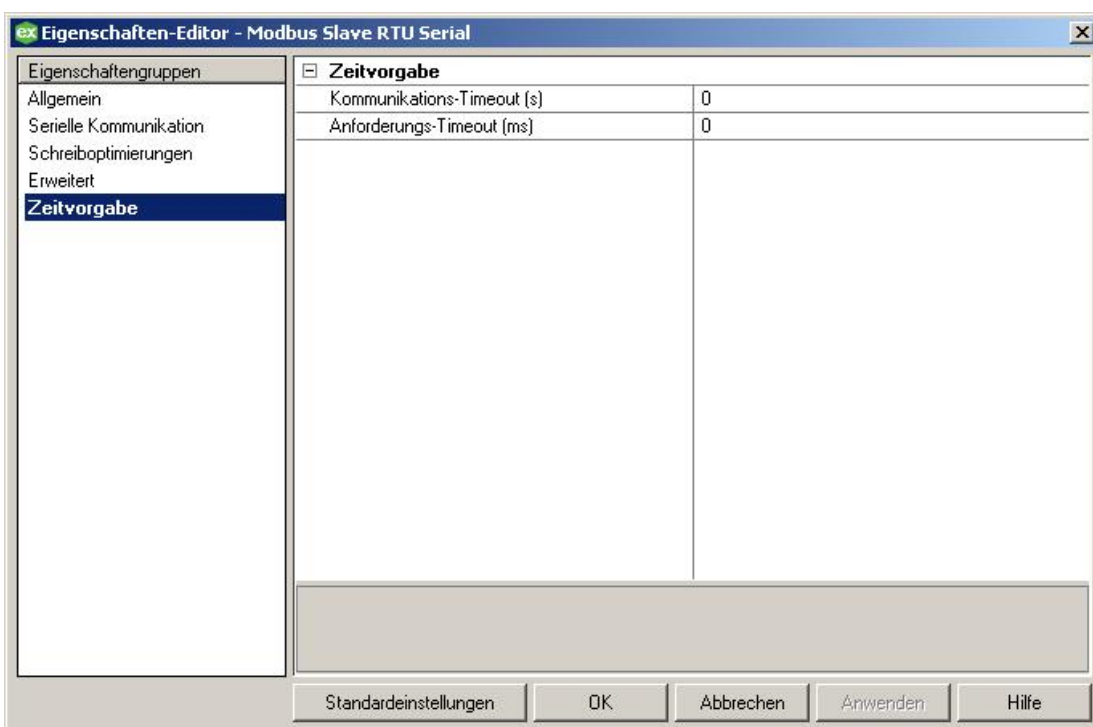 ex Eigenschaften-Editor - Modbus Slave RTU Serial
Eigenschaftengruppen
Allgemein
Serielle Kommunikation
Schreiboptimierungen
Erweitert
Zeitvorgabe
Zeitvorgabe
Kommunikations-Timeout (s) 0
Anforderungs-Timeout (ms) 0
Standardeinstellungen OK Abbrechen Anwenden Hilfe